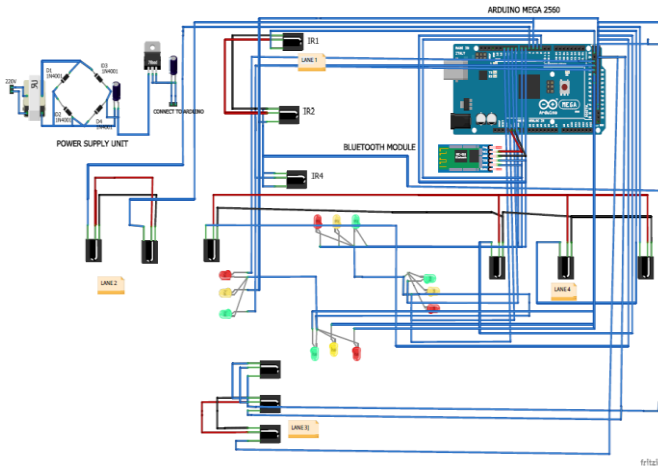 ARDUINO MEGA 2560
IR1
LANE 1
D1
1N4001
D3
1N4001
220V
IR2
MEGA
D2
1N4001
D4
1N4001
CONNECT TO ARDUINO
POWER SUPPLY UNIT
BLUETOOTH MODULE
IR4
LANE 2
LANE 4
LANE 3]